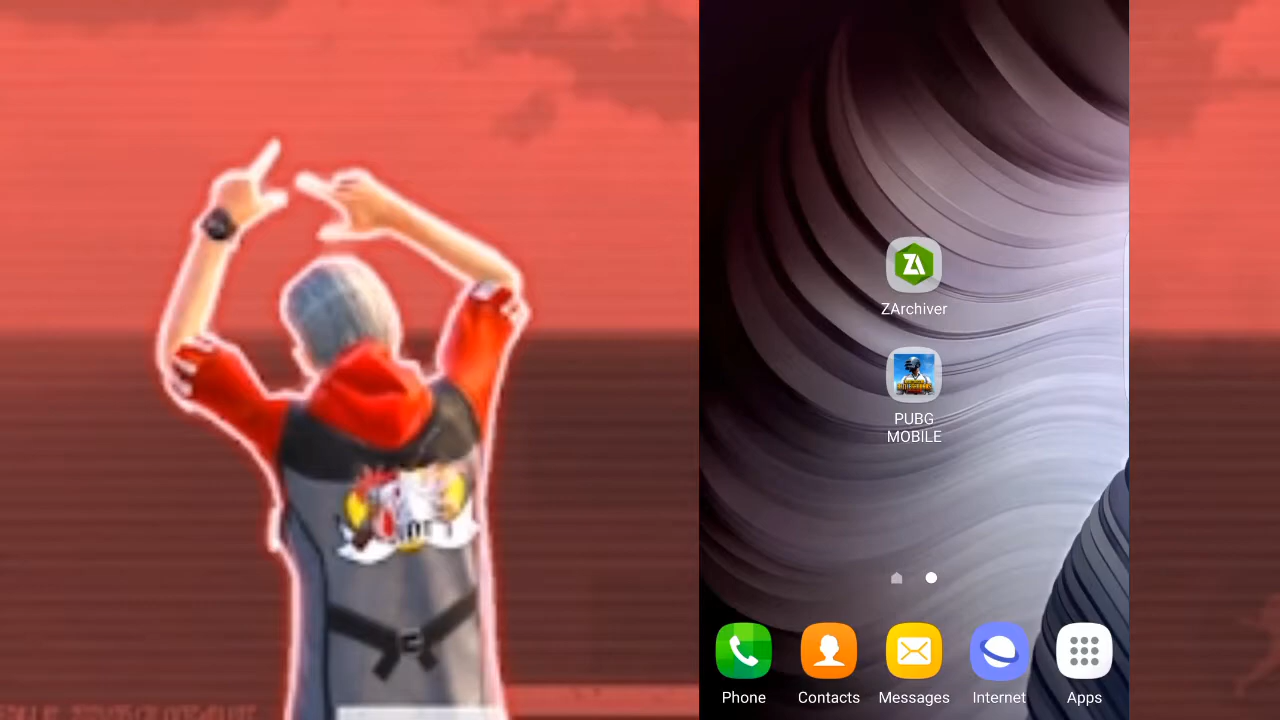 ZArchiver
PUBG
MOBILE
Phone
Contacts
Messages
Internet
Apps